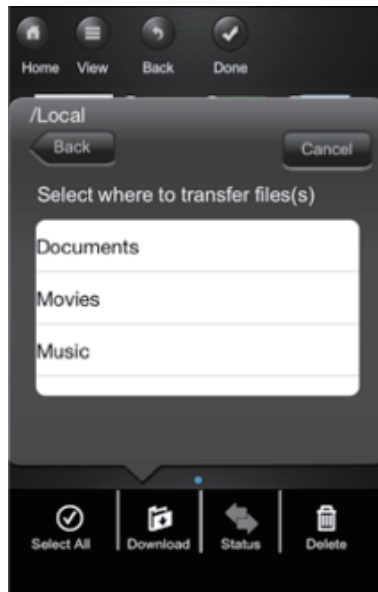 Home View Back Done
/Local
Back Cancel
Select where to transfer files(s)
Documents
Movies
Music
Select All Download Status Delete